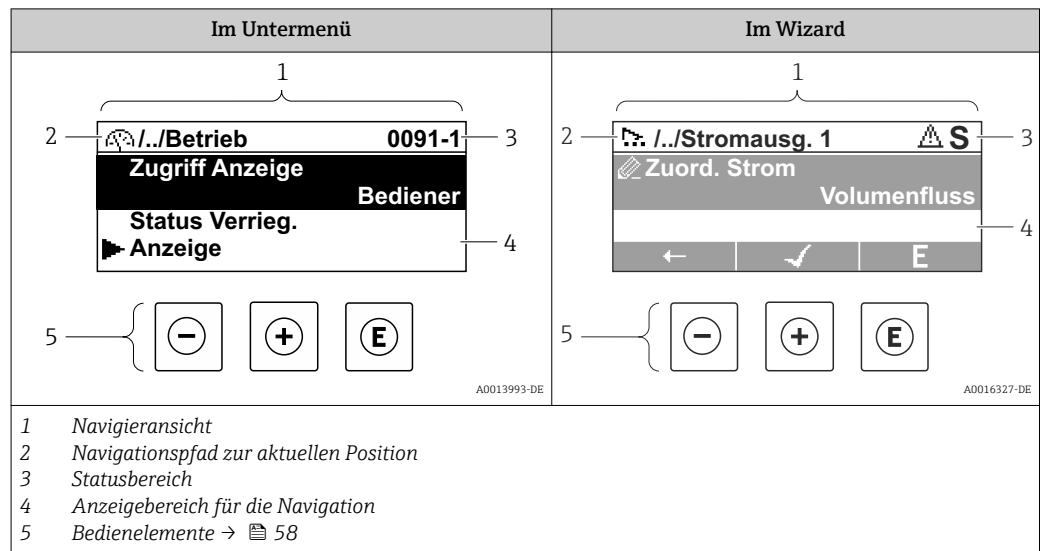 Im Untermenü
1
2
/../Betrieb 0091-1
3
Zugriff Anzeige
Bediener
Status Verrieg.
Anzeige
4
5
E
A0013993-DE
Im Wizard
1
2
/../Stromausg. 1 S
3
Zuord. Strom
Volumenfluss
4
E
5
E
A0016327-DE
1 Navigieransicht
2 Navigationspfad zur aktuellen Position
3 Statusbereich
4 Anzeigebereich für die Navigation
5 Bedienelemente → 58